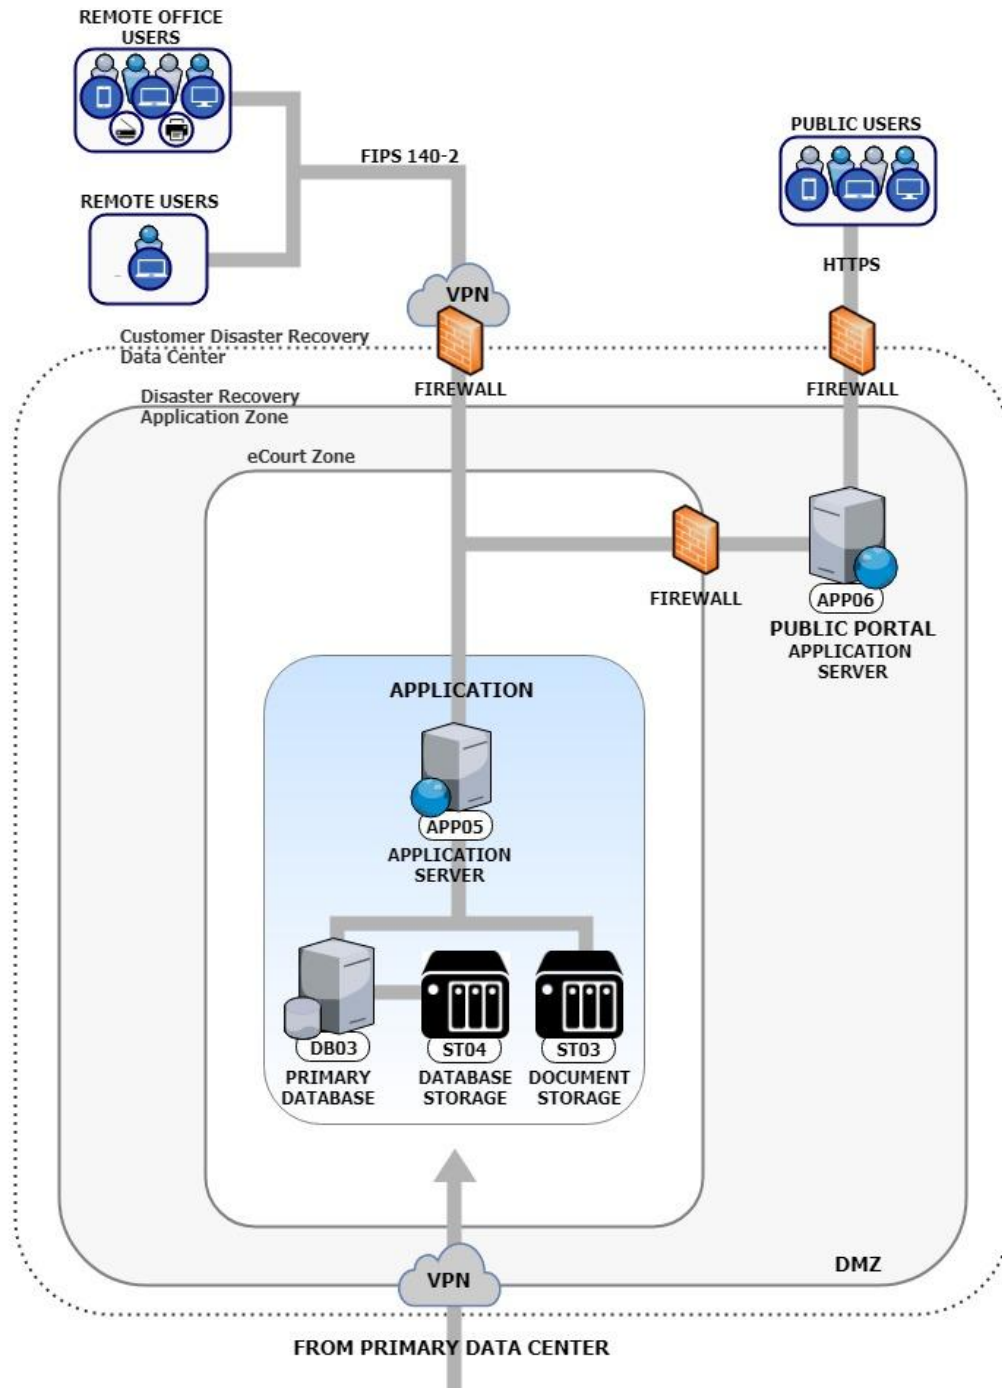 REMOTE OFFICE
USERS
PUBLIC USERS
FIPS 140-2
REMOTE USERS
HTTPS
VPN
Customer Disaster Recovery
Data Center
FIREWALL
FIREWALL
Disaster Recovery
Application Zone
eCourt Zone
FIREWALL
APP06
PUBLIC PORTAL
APPLICATION
SERVER
APPLICATION
APP05
APPLICATION
SERVER
DB03
ST04
ST03
PRIMARY
DATABASE
DATABASE
STORAGE
DOCUMENT
STORAGE
DMZ
VPN
FROM PRIMARY DATA CENTER